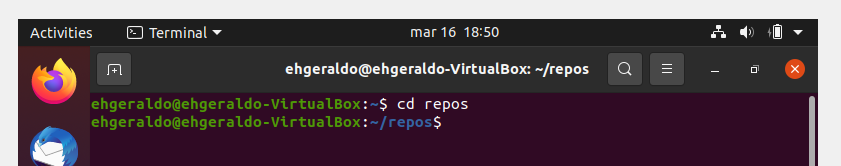 Activities
Terminal
mar 16 18:50
ehgeraldo@ehgeraldo-VirtualBox: ~/repos
ehgeraldo@ehgeraldo-VirtualBox:~$ cd repos
ehgeraldo@ehgeraldo-VirtualBox:~/repos$